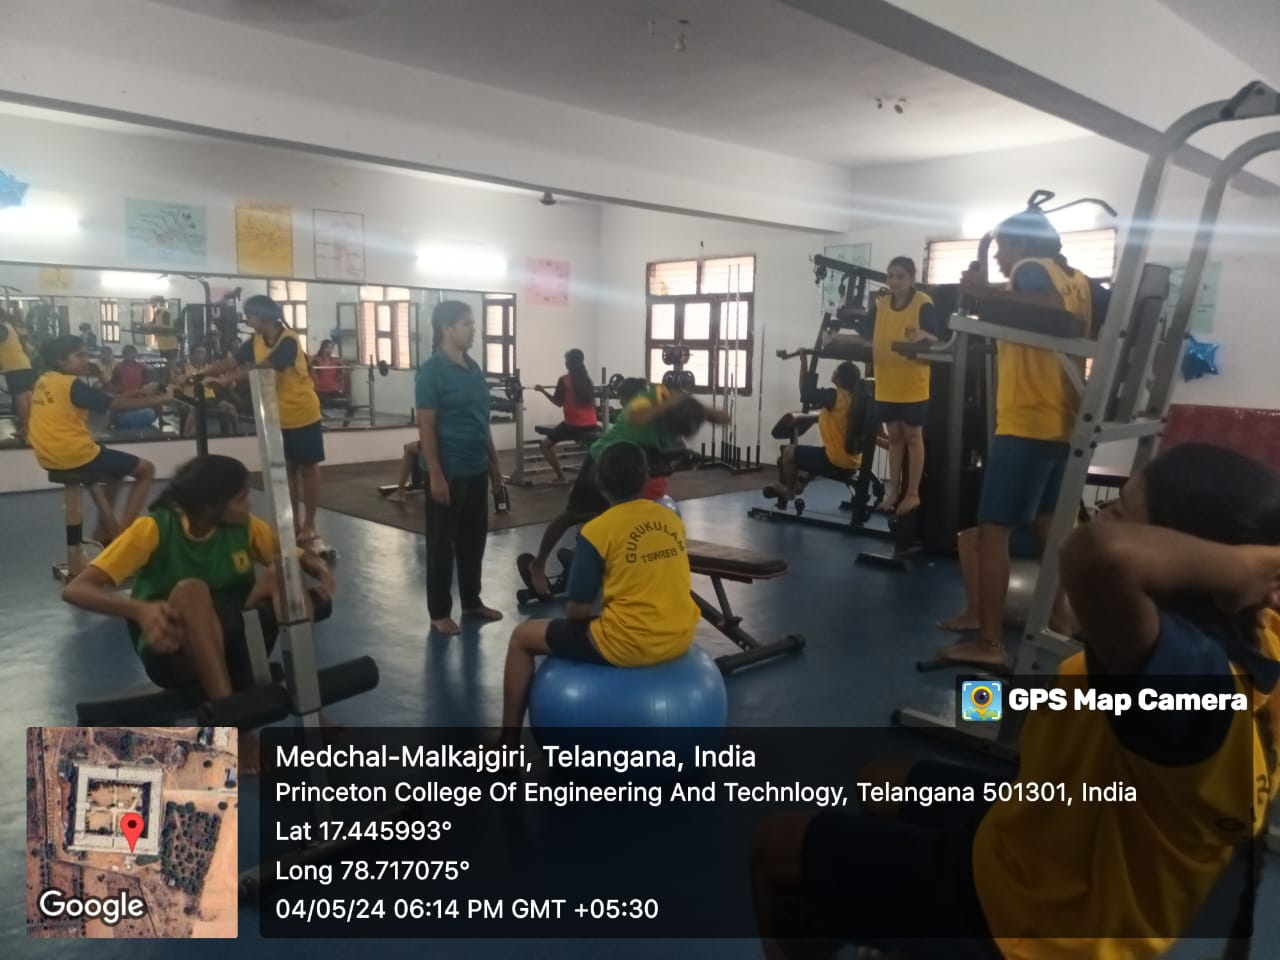 GURUKULAM
TSWREIS
GPS Map Camera
Medchal-Malkajgiri, Telangana, India
Princeton College Of Engineering And Technlogy, Telangana 501301, India
Lat 17.445993°
Long 78.717075°
04/05/24 06:14 PM GMT +05:30
Google